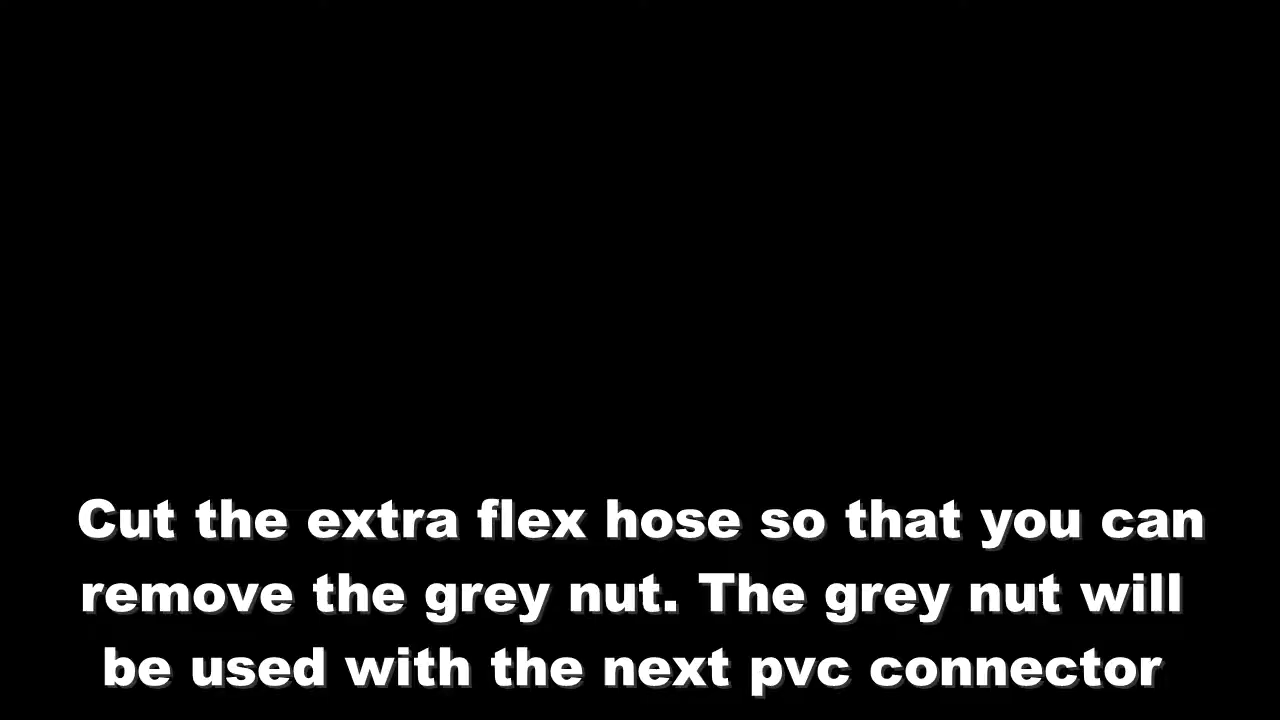 Cut the extra flex hose so that you can
remove the grey nut. The grey nut will
be used with the next pvc connector